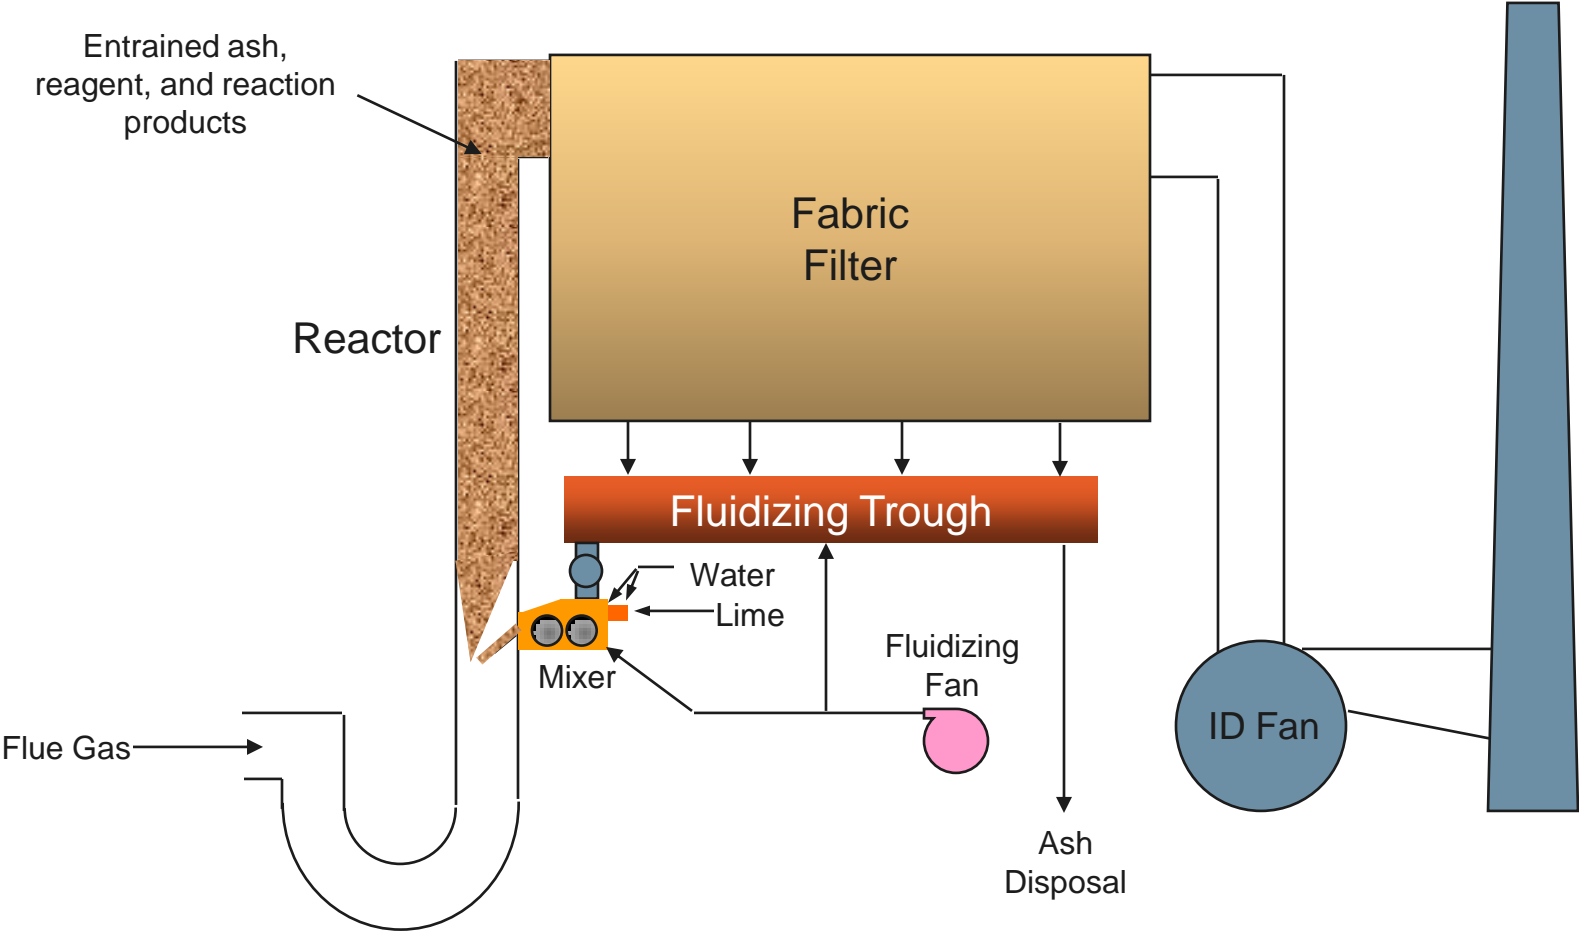 Entrained ash,
reagent, and reaction
products
Fabric
Filter
Reactor
Fluidizing Trough
Water
Lime
Mixer
Fluidizing
Fan
Flue Gas
ID Fan
Ash
Disposal